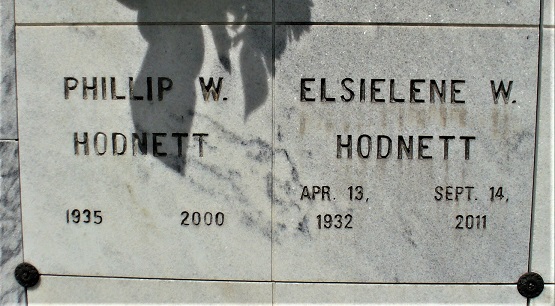 PHILLIP W.
HODNETT
1935 2000
ELSIELENE W.
HODNETT
APR. 13, SEPT. 14,
1932 2011